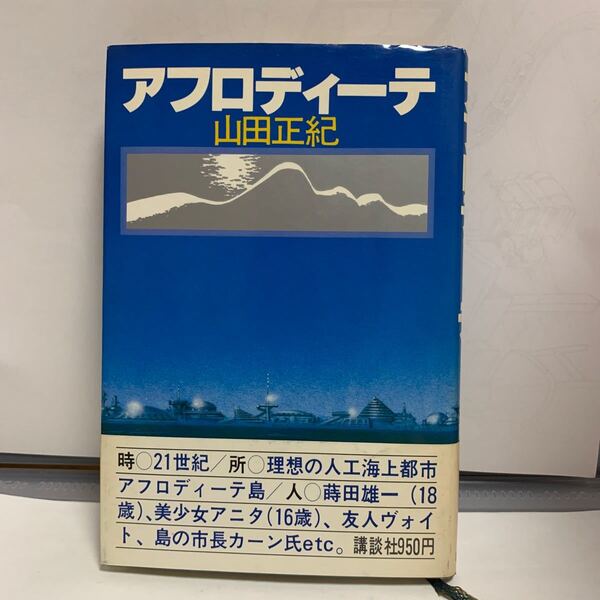 アフロディーテ
山田正紀
時○21世紀/所○理想の人工海上都市
アフロディーテ島/人○蒔田雄一(18
歳)、美少女アニタ(16歳)、友人ヴォイ
ト、島の市長カーン氏etc。講談社950円